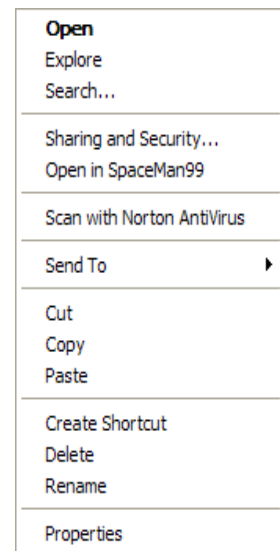 Open
Explore
Search...
Sharing and Security...
Open in SpaceMan99
Scan with Norton AntiVirus
Send To
Cut
Copy
Paste
Create Shortcut
Delete
Rename
Properties